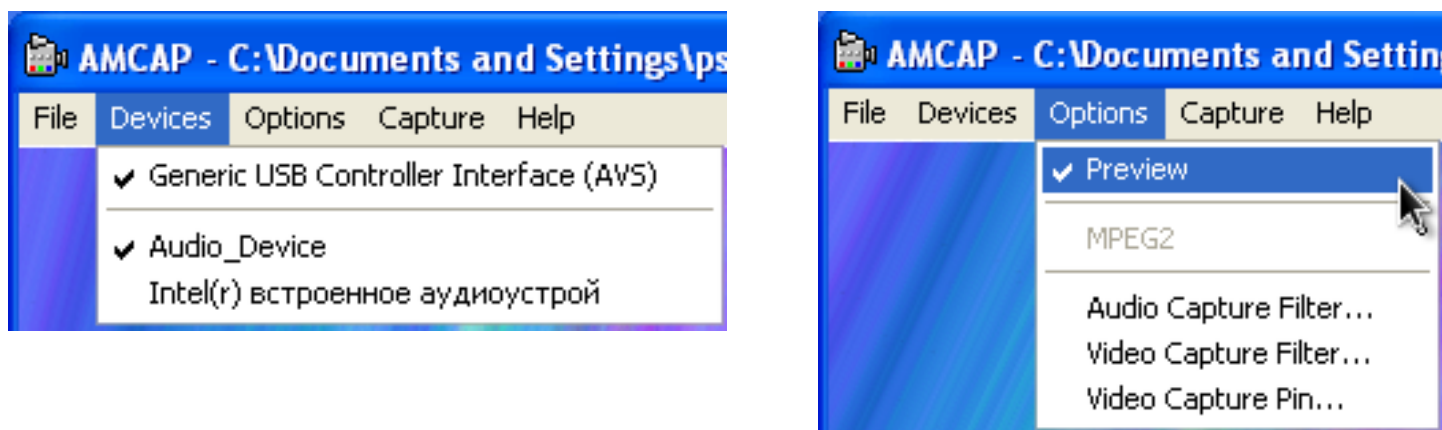 AMCAP - C:\Documents and Settings\ps
File Devices Options Capture Help
Generic USB Controller Interface (AVS)
Audio_Device
Intel(r) встроенное аудиоустрой
AMCAP - C:\Documents and Setting
File Devices Options Capture Help
Preview
MPEG2
Audio Capture Filter...
Video Capture Filter...
Video Capture Pin...